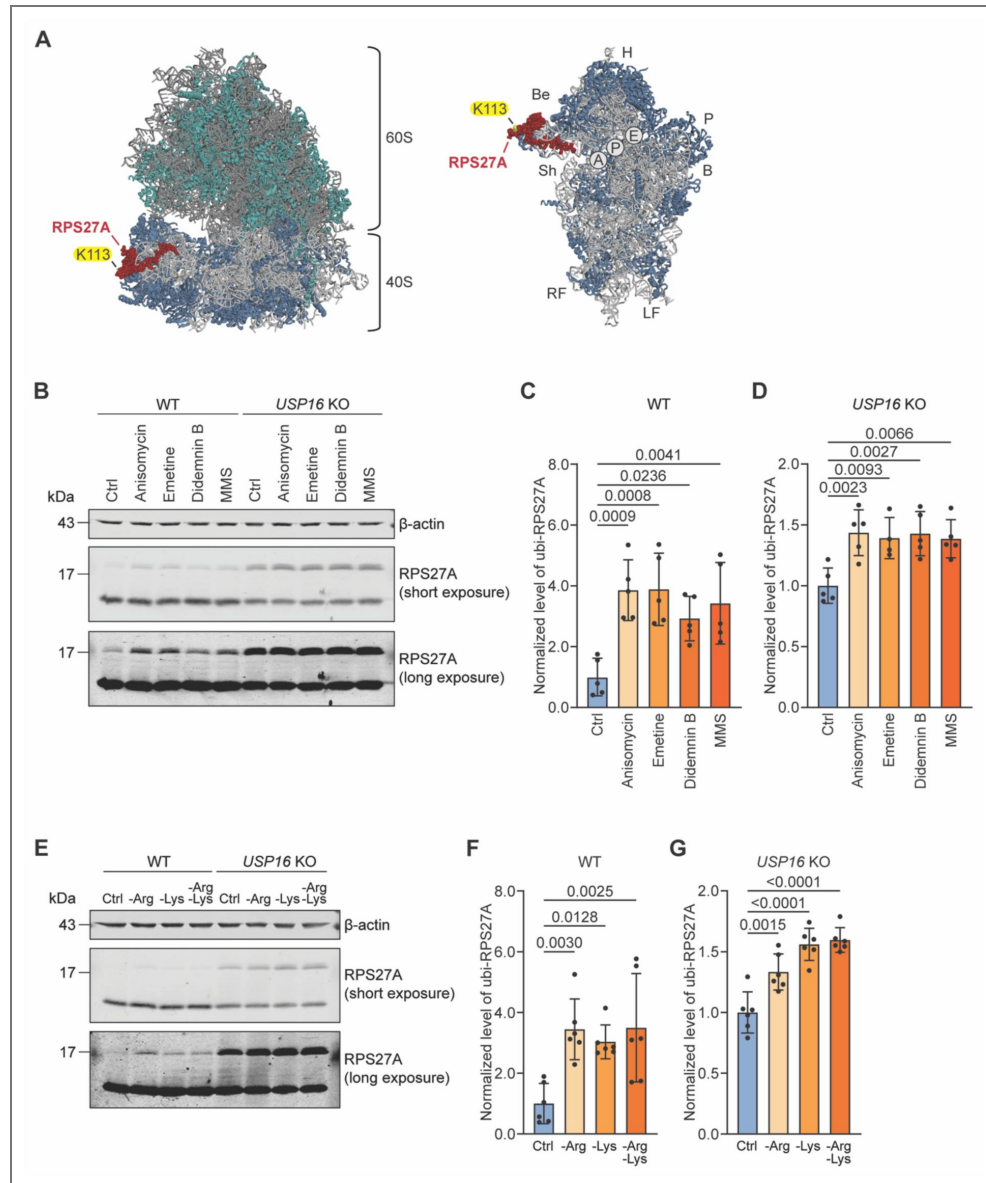 A
60S
40S
RPS27A
K113
H
Be
K113
RPS27A
Sh
E
P
A
P
B
RF
LF
B
WT
USP16 KO
Ctrl
Anisomycin
Emetine
Didemnin B
MMS
Ctrl
Anisomycin
Emetine
Didemnin B
MMS
kDa
43
β-actin
17
RPS27A
(short exposure)
17
RPS27A
(long exposure)
C
WT
Normalized level of ubi-RPS27A
8.0
6.0
4.0
2.0
0.0
0.0041
0.0236
0.0008
0.0009
Ctrl
Anisomycin
Emetine
Didemnin B
MMS
D
USP16 KO
Normalized level of ubi-RPS27A
2.0
1.5
1.0
0.5
0.0
0.0066
0.0027
0.0093
0.0023
Ctrl
Anisomycin
Emetine
Didemnin B
MMS
E
WT
USP16 KO
Ctrl
-Arg
-Lys
-Arg
-Lys
Ctrl
-Arg
-Lys
-Arg
-Lys
kDa
43
β-actin
17
RPS27A
(short exposure)
17
RPS27A
(long exposure)
F
WT
Normalized level of ubi-RPS27A
8.0
6.0
4.0
2.0
0.0
0.0025
0.0128
0.0030
Ctrl
-Arg
-Lys
-Arg
-Lys
G
USP16 KO
Normalized level of ubi-RPS27A
2.0
1.5
1.0
0.5
0.0
<0.0001
<0.0001
0.0015
Ctrl
-Arg
-Lys
-Arg
-Lys